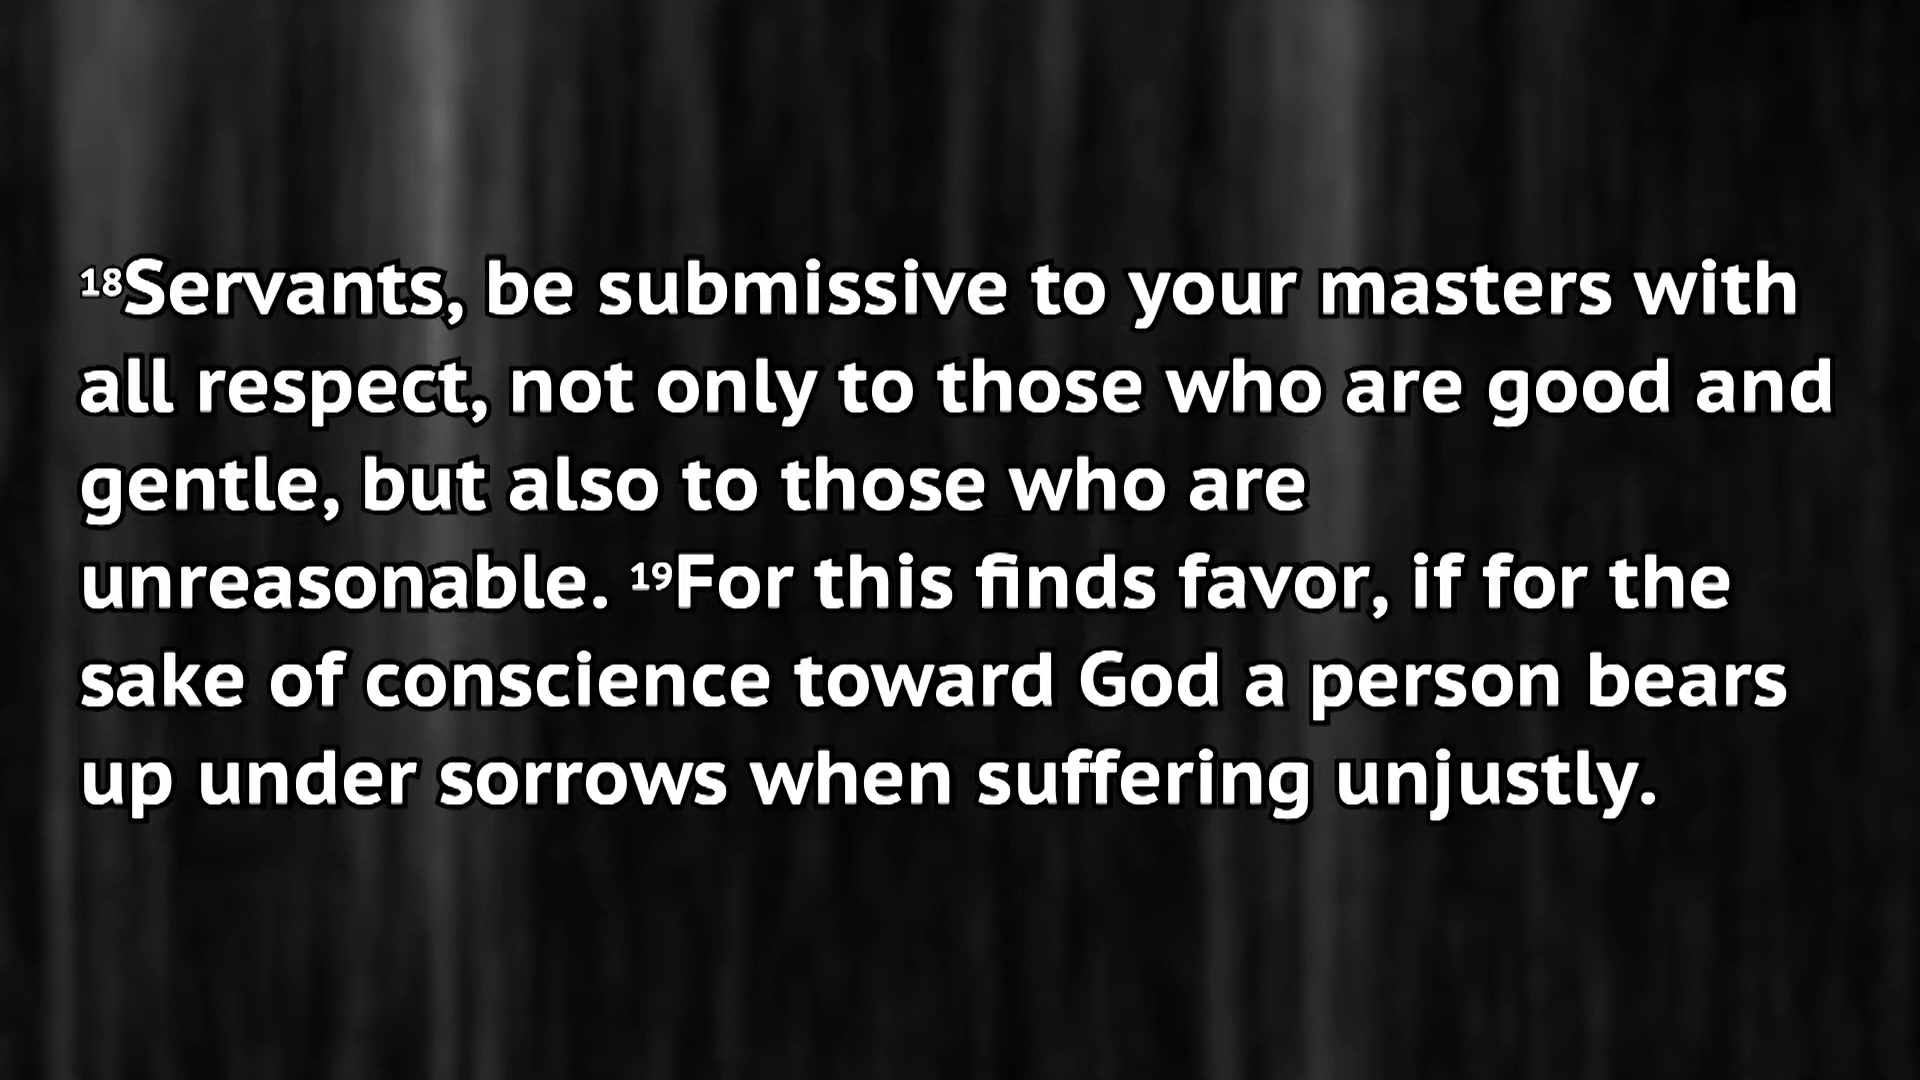 18Servants, be submissive to your masters with
all respect, not only to those who are good and
gentle, but also to those who are
unreasonable. 19For this finds favor, if for the
sake of conscience toward God a person bears
up under sorrows when suffering unjustly.